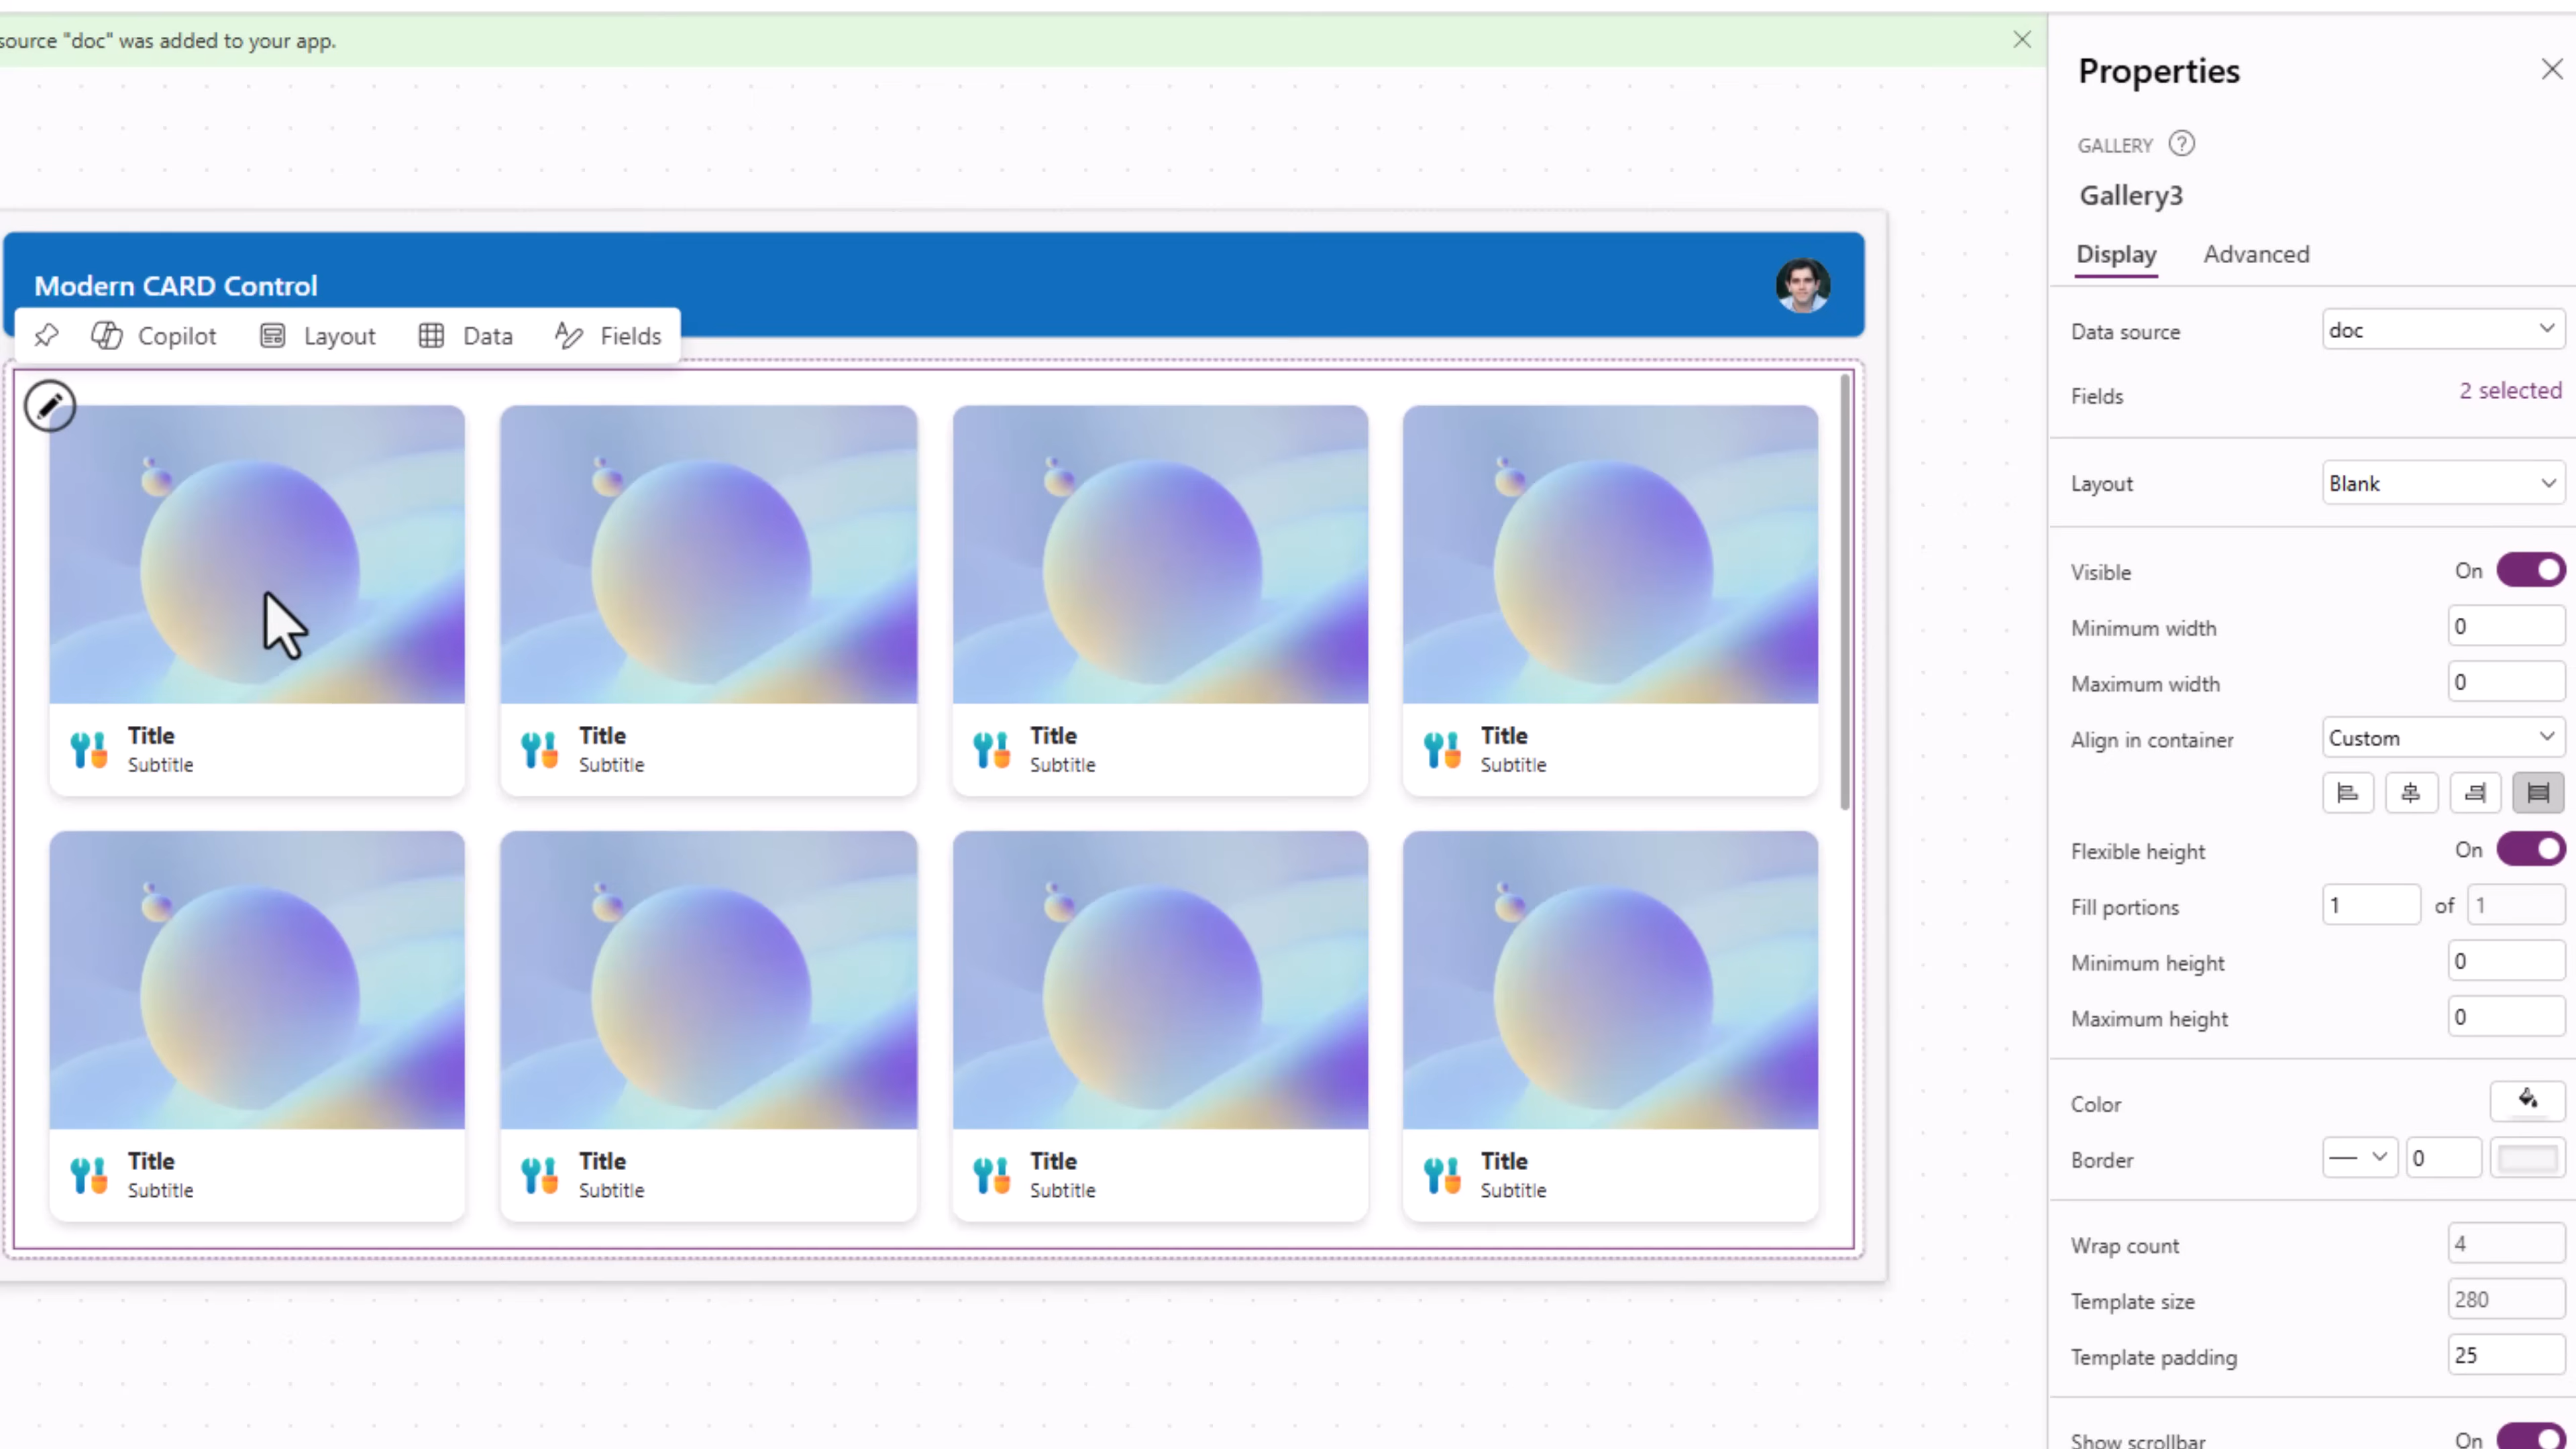 source "doc" was added to your app.
Modern CARD Control
Copilot Layout Data Fields
Title Title Title Title
Subtitle Subtitle Subtitle Subtitle
Title Title Title Title
Subtitle Subtitle Subtitle Subtitle
Properties
GALLERY ?
Gallery3
Display Advanced
Data source doc
Fields 2 selected
Layout Blank
Visible On
Minimum width 0
Maximum width 0
Align in container Custom
Flexible height On
Fill portions 1 of 1
Minimum height 0
Maximum height 0
Color
Border 0
Wrap count 4
Template size 280
Template padding 25
Show scrollbar On